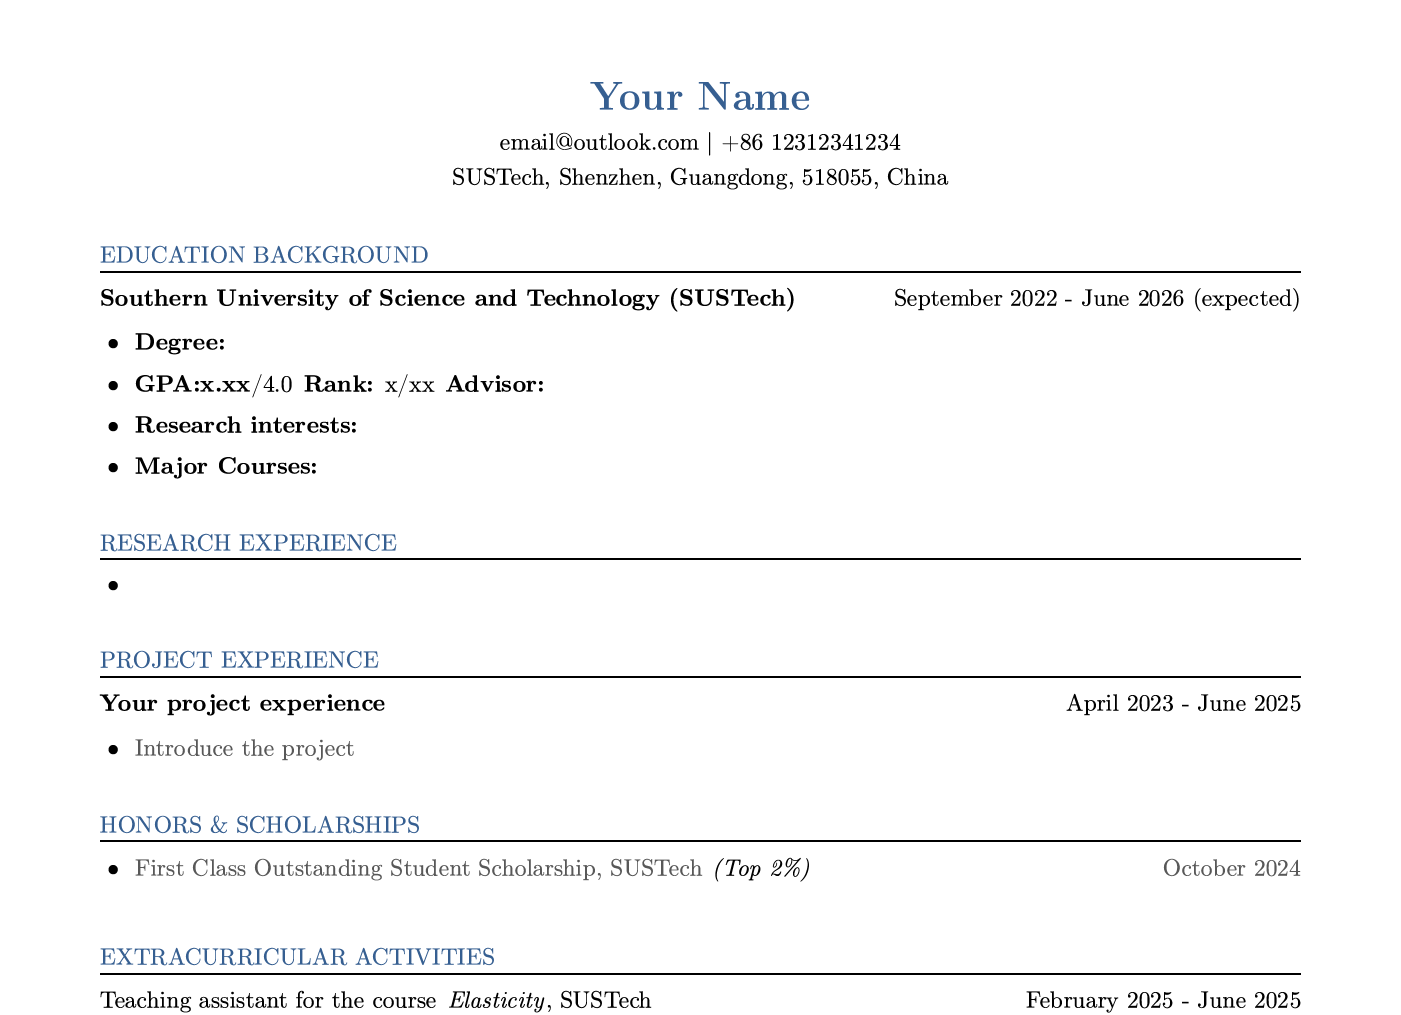 Your Name
email@outlook.com | +86 12312341234
SUSTech, Shenzhen, Guangdong, 518055, China
EDUCATION BACKGROUND
Southern University of Science and Technology (SUSTech) September 2022 - June 2026 (expected)
• Degree:
• GPA:x.xx/4.0 Rank: x/xx Advisor:
• Research interests:
• Major Courses:
RESEARCH EXPERIENCE
•
PROJECT EXPERIENCE
Your project experience April 2023 - June 2025
• Introduce the project
HONORS & SCHOLARSHIPS
• First Class Outstanding Student Scholarship, SUSTech (Top 2%) October 2024
EXTRACURRICULAR ACTIVITIES
Teaching assistant for the course Elasticity, SUSTech February 2025 - June 2025